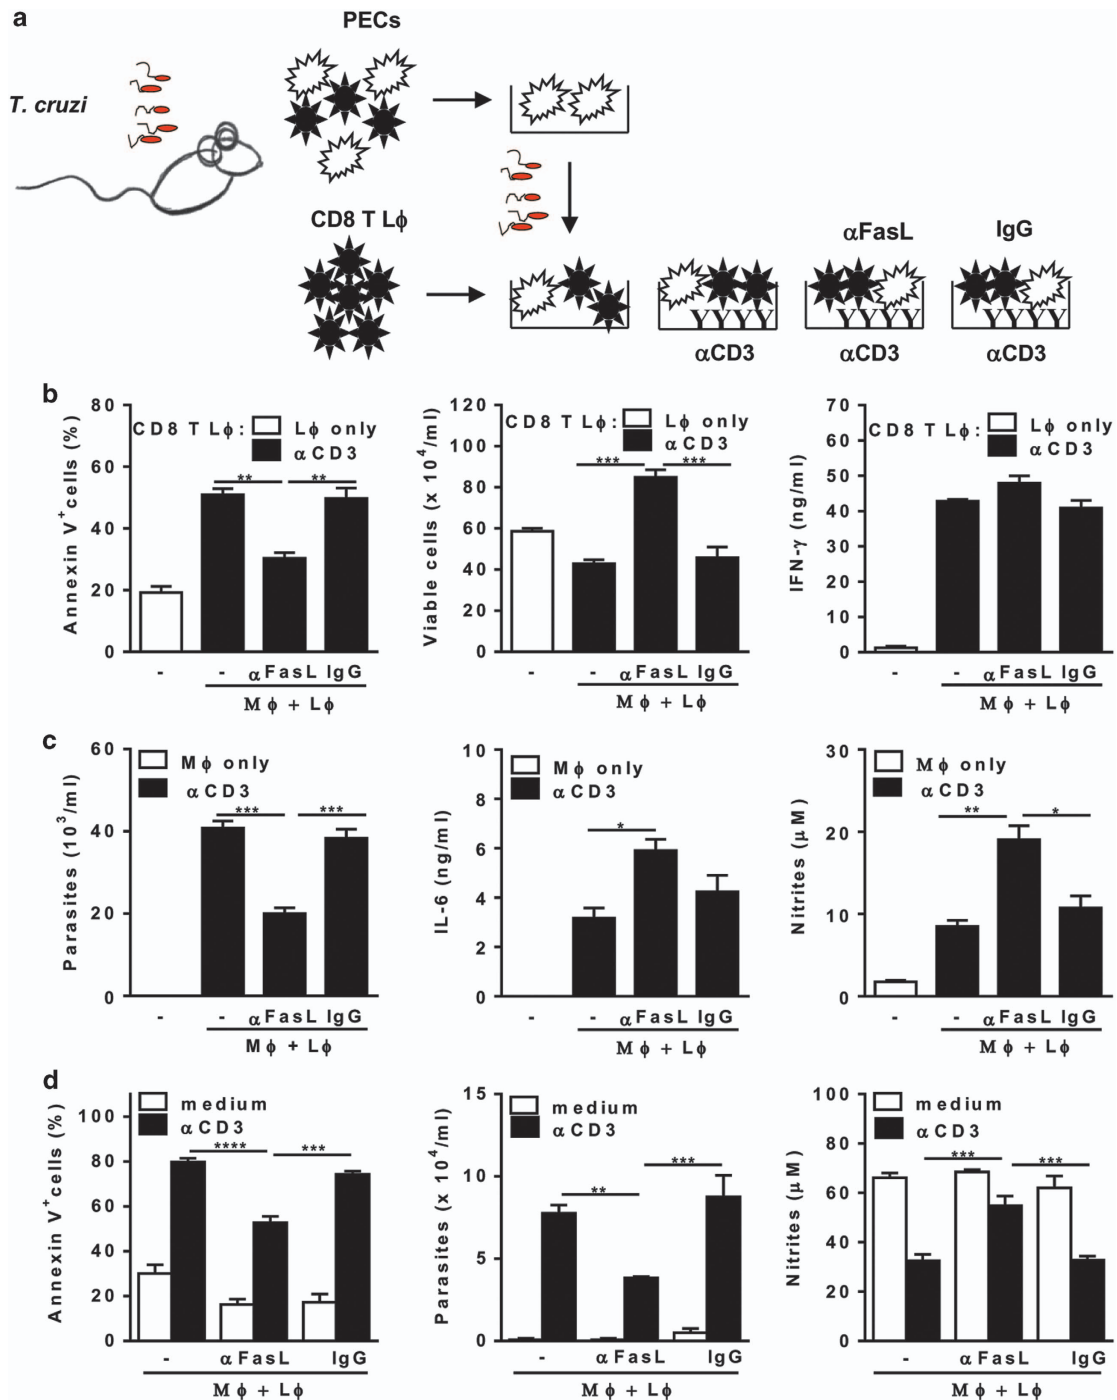 a
PECs
T. cruzi
CD8 T Lϕ
αFasL
IgG
YYYY
YYYY
YYYY
αCD3
αCD3
αCD3
b
Annexin V+cells (%)
80
60
40
20
0
CD8 T Lϕ:
Lϕ only
αCD3
**
**
-
-
αFasL
IgG
Mϕ + Lϕ
Viable cells (x 10⁴/ml)
120
100
80
60
40
20
0
CD8 T Lϕ:
Lϕ only
αCD3
***
***
-
-
αFasL
IgG
Mϕ + Lϕ
IFN-γ (ng/ml)
70
60
50
40
30
20
10
0
CD8 T Lϕ:
Lϕ only
αCD3
-
-
αFasL
IgG
Mϕ + Lϕ
c
Parasites (10³/ml)
60
40
20
0
Mϕ only
αCD3
***
***
-
-
αFasL
IgG
Mϕ + Lϕ
IL-6 (ng/ml)
10
8
6
4
2
0
Mϕ only
αCD3
*
-
-
αFasL
IgG
Mϕ + Lϕ
Nitrites (μM)
30
20
10
0
Mϕ only
αCD3
**
*
-
-
αFasL
IgG
Mϕ + Lϕ
d
Annexin V+cells (%)
100
80
60
40
20
0
medium
αCD3
****
***
-
αFasL
IgG
Mϕ + Lϕ
Parasites (x 10⁴/ml)
15
10
5
0
medium
αCD3
**
***
-
αFasL
IgG
Mϕ + Lϕ
Nitrites (μM)
100
80
60
40
20
0
medium
αCD3
***
***
-
αFasL
IgG
Mϕ + Lϕ